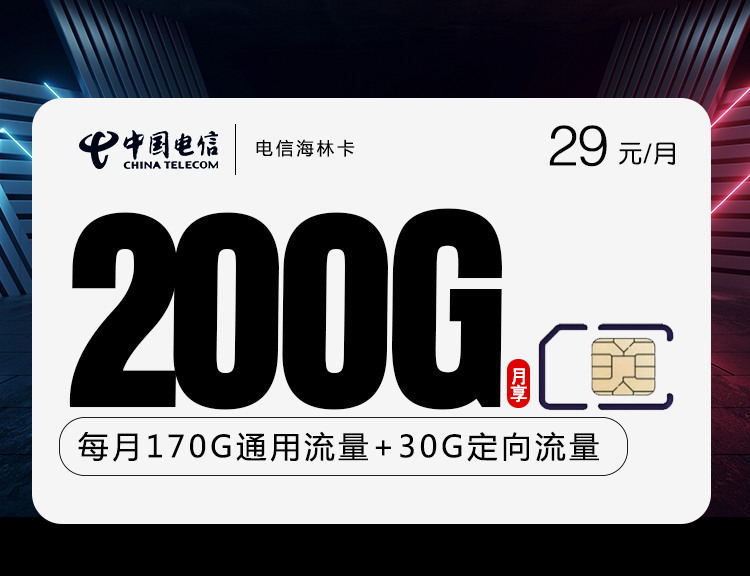 中国电信
CHINA TELECOM
电信海林卡
29 元/月
200G
月享
每月170G通用流量+30G定向流量